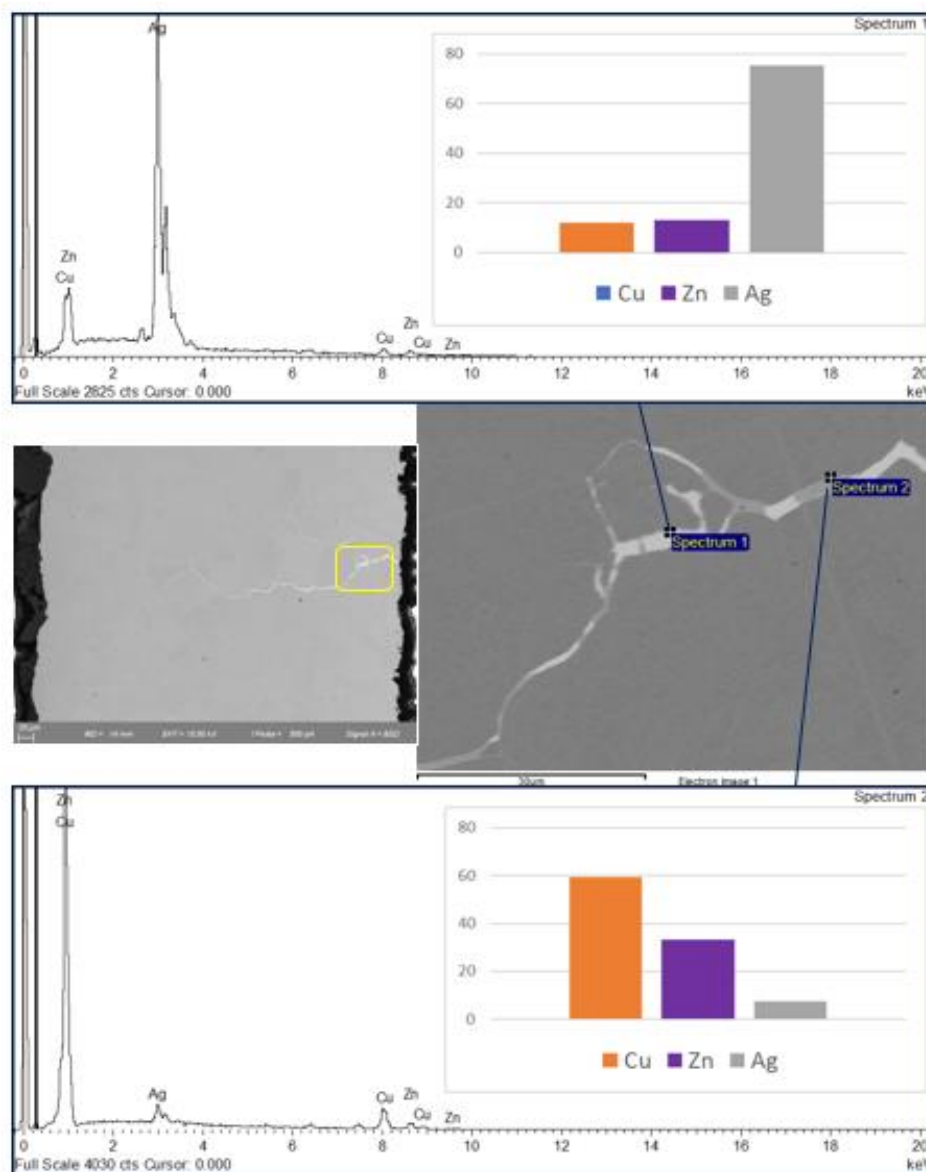 Spectrum 1
Ag
Zn
Cu
Zn
Cu
Cu
Zn
0 2 4 6 8 10 12 14 16 18 20
Full Scale 2825 cts Cursor: 0.000
keV
80
60
40
20
0
Cu Zn Ag
Spectrum 1
Spectrum 2
30µm
Electron Image 1
Spectrum 2
Zn
Cu
Ag
Cu
Zn
Cu
Zn
0 2 4 6 8 10 12 14 16 18 20
Full Scale 4030 cts Cursor: 0.000
keV
80
60
40
20
0
Cu Zn Ag